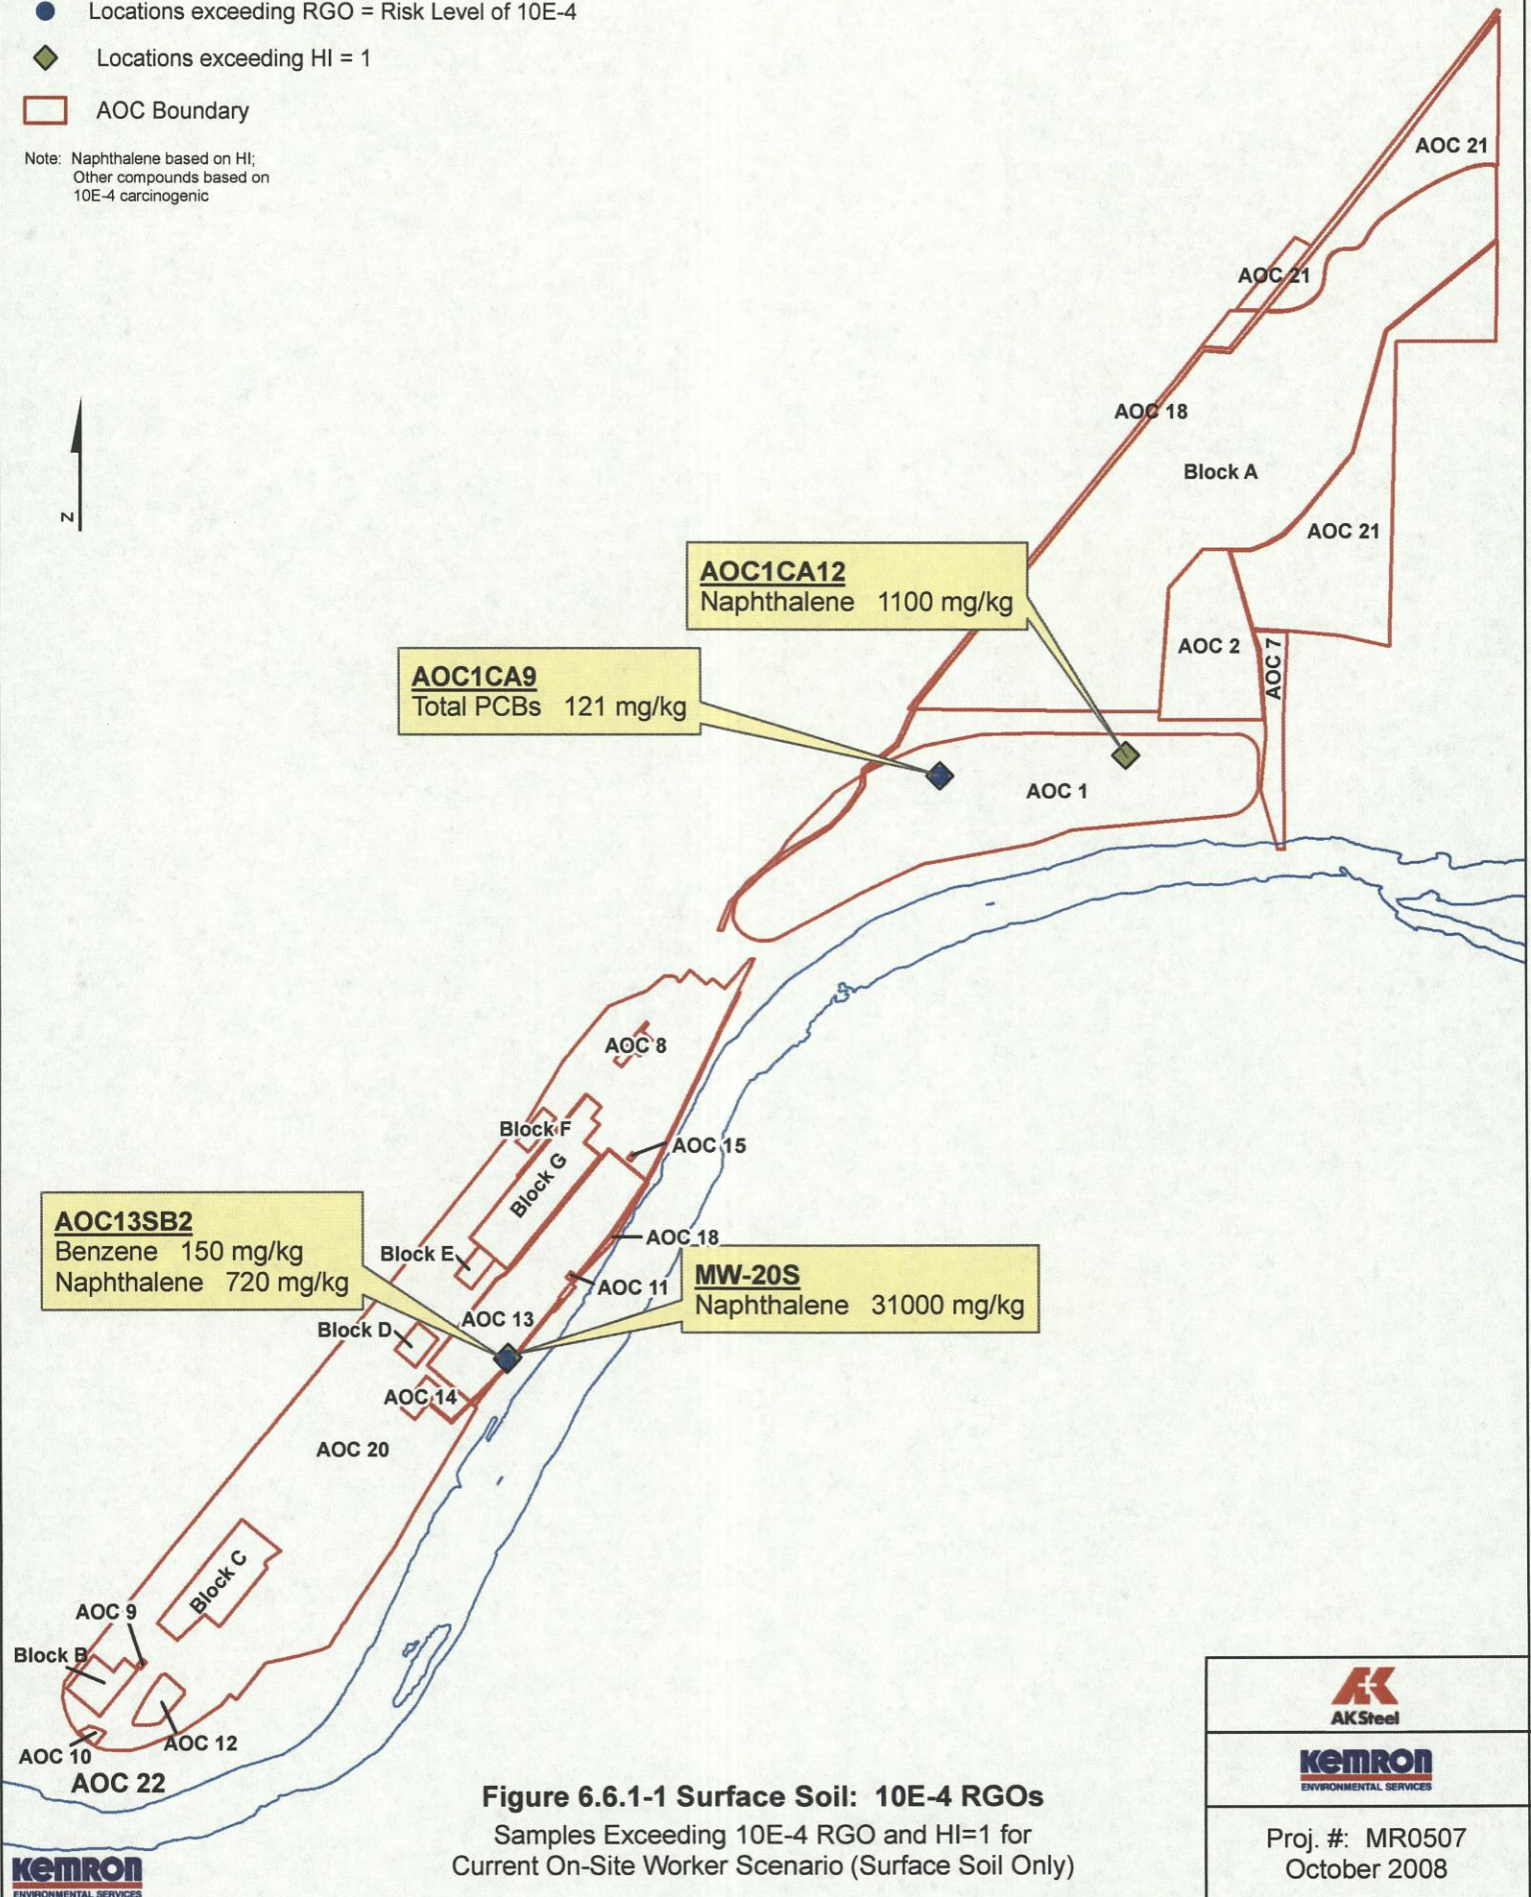 Locations exceeding RGO = Risk Level of 10E-4
Locations exceeding HI = 1
AOC Boundary
Note: Naphthalene based on HI;
Other compounds based on
10E-4 carcinogenic
AOC 21
AOC 21
AOC 18
Block A
N
AOC 21
AOC1CA12
Naphthalene 1100 mg/kg
AOC 2
AOC 7
AOC1CA9
Total PCBs 121 mg/kg
AOC 1
AOC 8
Block F
AOC 15
Block G
AOC13SB2
Benzene 150 mg/kg
Naphthalene 720 mg/kg
AOC 18
Block E
MW-20S
Naphthalene 31000 mg/kg
AOC 11
AOC 13
Block D
AOC 14
AOC 20
Block C
AOC 9
Block B
AOC 12
AOC 10
AOC 22
Figure 6.6.1-1 Surface Soil: 10E-4 RGOs
Samples Exceeding 10E-4 RGO and HI=1 for
Current On-Site Worker Scenario (Surface Soil Only)
KEMRON
ENVIRONMENTAL SERVICES
AK
AKSteel
KEMRON
ENVIRONMENTAL SERVICES
Proj. #: MR0507
October 2008